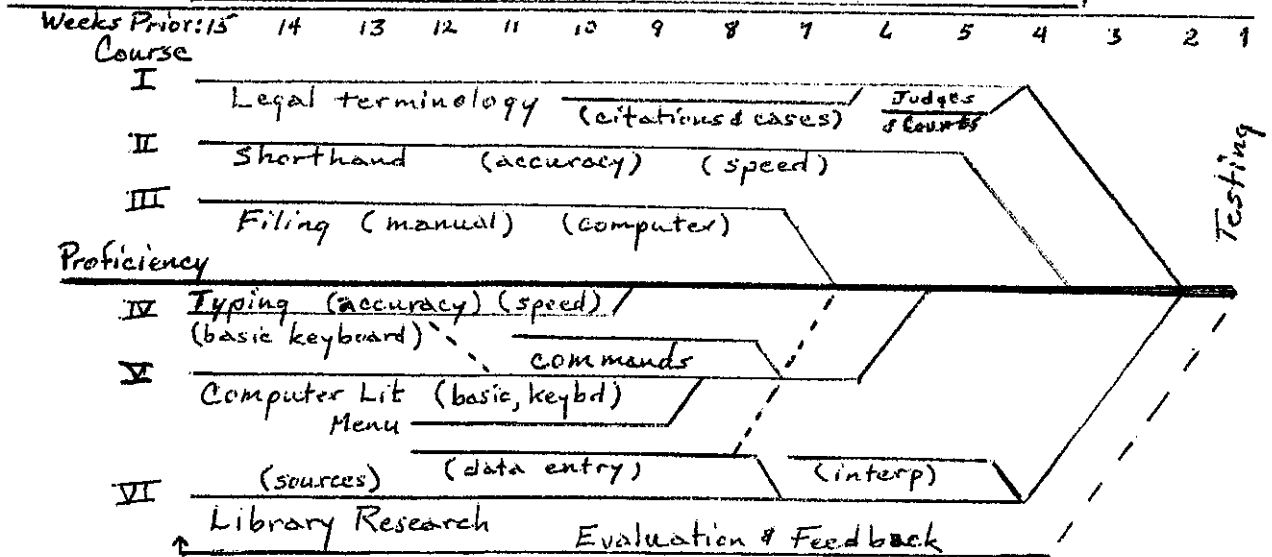 Weeks Prior: 15 14 13 12 11 10 9 8 7 6 5 4 3 2 1
Course
I
Legal terminology (citations & cases) Judges & Courts
II
Shorthand (accuracy) (speed)
III
Filing (manual) (computer)
Testing
Proficiency
IV Typing (accuracy) (speed)
(basic keyboard)
commands
V
Computer Lit (basic, keybd)
Menu
(sources) (data entry) (interp)
VI
Library Research Evaluation & Feedback